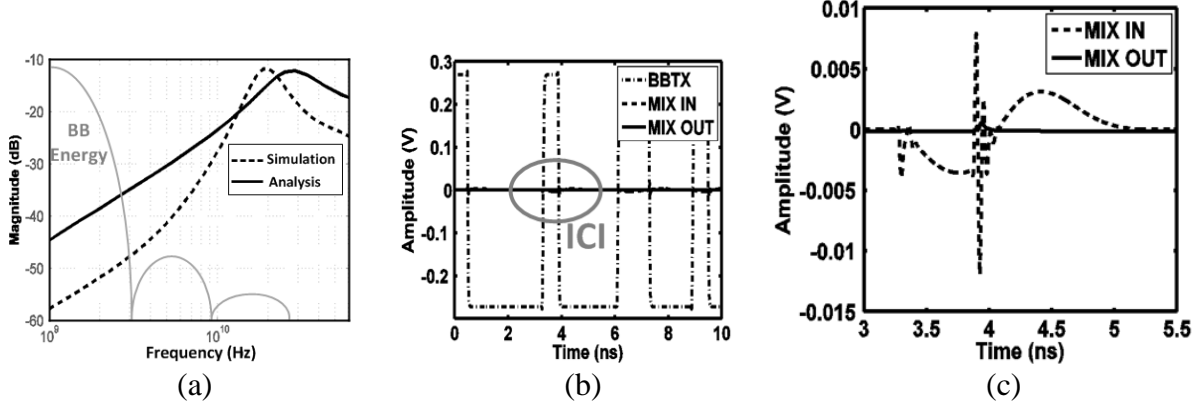 -10
-20
-30
-40
-50
-60
10^9
10^10
Magnitude (dB)
Frequency (Hz)
BB
Energy
Simulation
Analysis
(a)
0.3
0.2
0.1
0
-0.1
-0.2
0
2
4
6
8
10
Amplitude (V)
Time (ns)
BBTX
MIX IN
MIX OUT
ICI
(b)
0.01
0.005
0
-0.005
-0.01
-0.015
3
3.5
4
4.5
5
5.5
Amplitude (V)
Time (ns)
MIX IN
MIX OUT
(c)